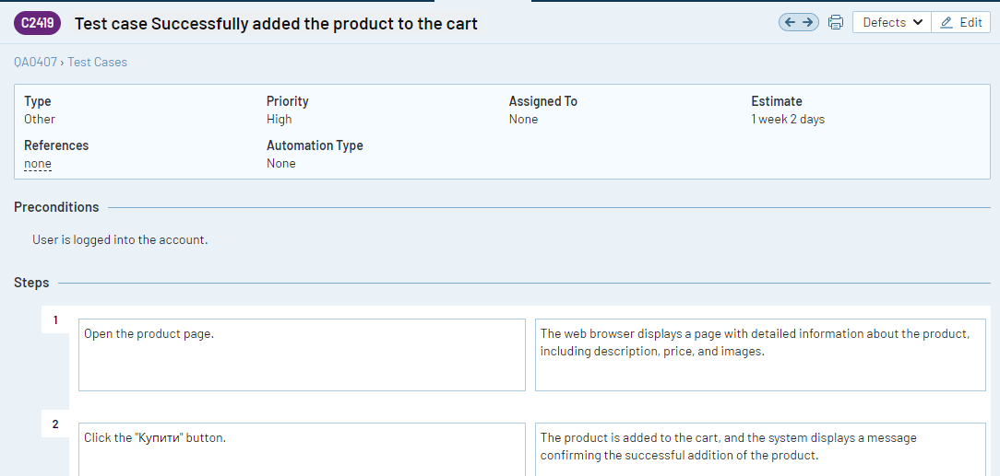 C2419 Test case Successfully added the product to the cart Defects Edit
QA0407 › Test Cases
Type Priority Assigned To Estimate
Other High None 1 week 2 days
References Automation Type
none None
Preconditions
User is logged into the account.
Steps
1
Open the product page.
The web browser displays a page with detailed information about the product,
including description, price, and images.
2
Click the "Купити" button.
The product is added to the cart, and the system displays a message
confirming the successful addition of the product.